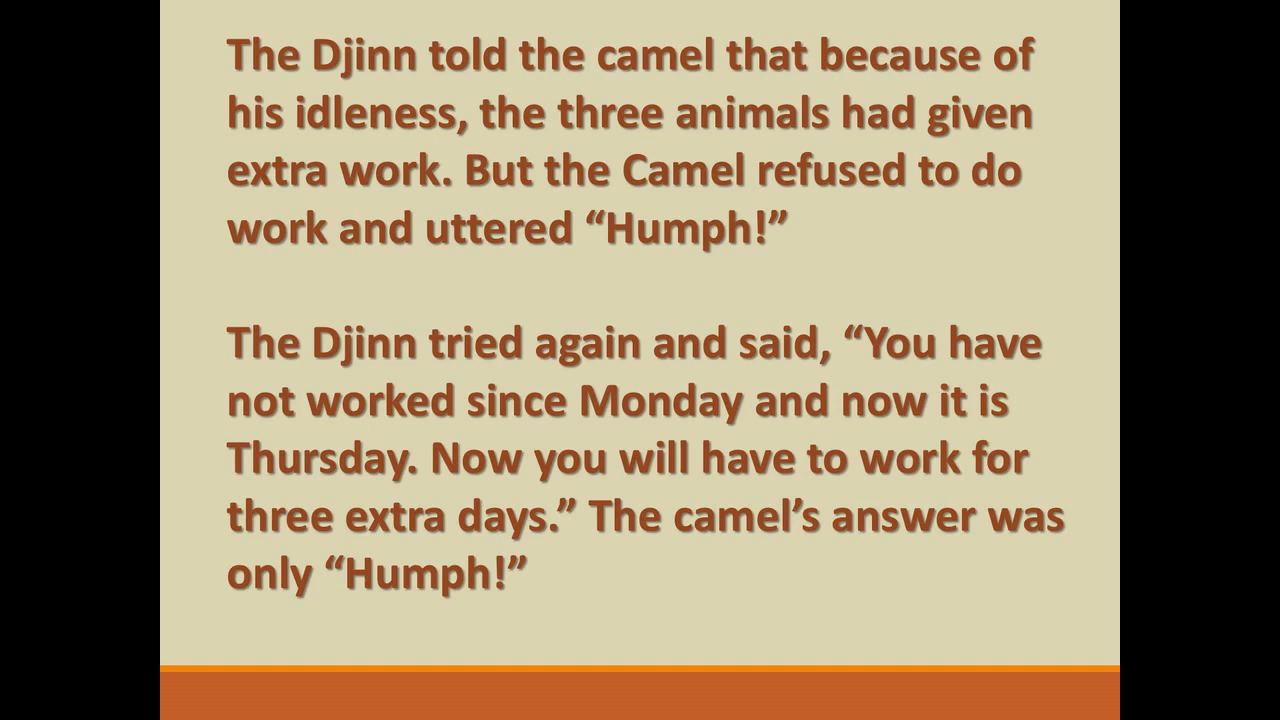 The Djinn told the camel that because of
his idleness, the three animals had given
extra work. But the Camel refused to do
work and uttered “Humph!”
The Djinn tried again and said, “You have
not worked since Monday and now it is
Thursday. Now you will have to work for
three extra days.” The camel’s answer was
only “Humph!”